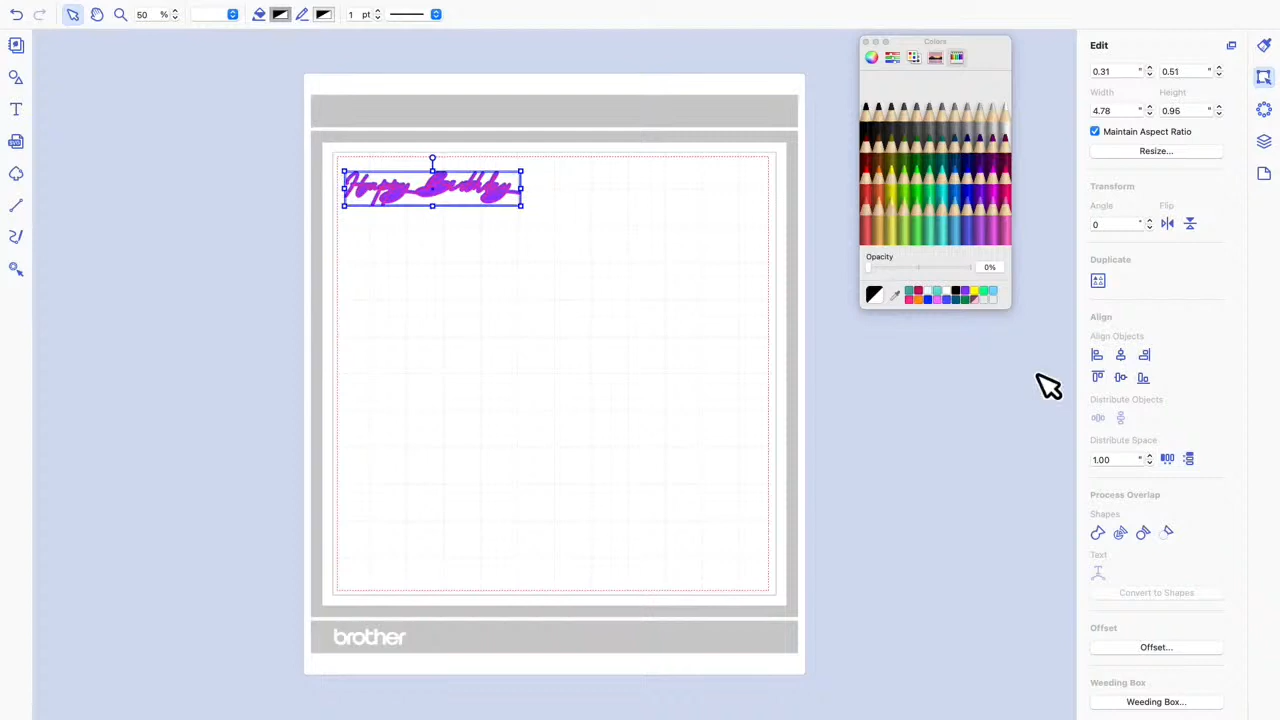 50 %
1 pt
Colors
Opacity
0%
Happy Birthday
brother
Edit
0.31 " 0.51 "
Width Height
4.78 " 0.96 "
Maintain Aspect Ratio
Resize...
Transform
Angle Flip
0 °
Duplicate
Align
Align Objects
Distribute Objects
Distribute Space
1.00 "
Process Overlap
Shapes
Text
Convert to Shapes
Offset
Offset...
Weeding Box
Weeding Box...